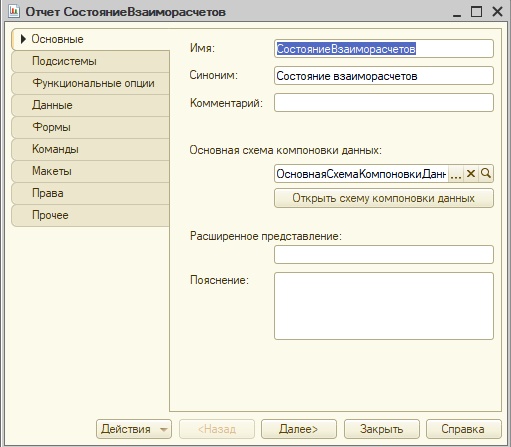 Отчет СостояниеВзаиморасчетов
Основные
Подсистемы
Функциональные опции
Данные
Формы
Команды
Макеты
Права
Прочее
Имя: СостояниеВзаиморасчетов
Синоним: Состояние взаиморасчетов
Комментарий:
Основная схема компоновки данных:
ОсновнаяСхемаКомпоновкиДанн ...
Открыть схему компоновки данных
Расширенное представление:
Пояснение:
Действия <Назад Далее> Закрыть Справка